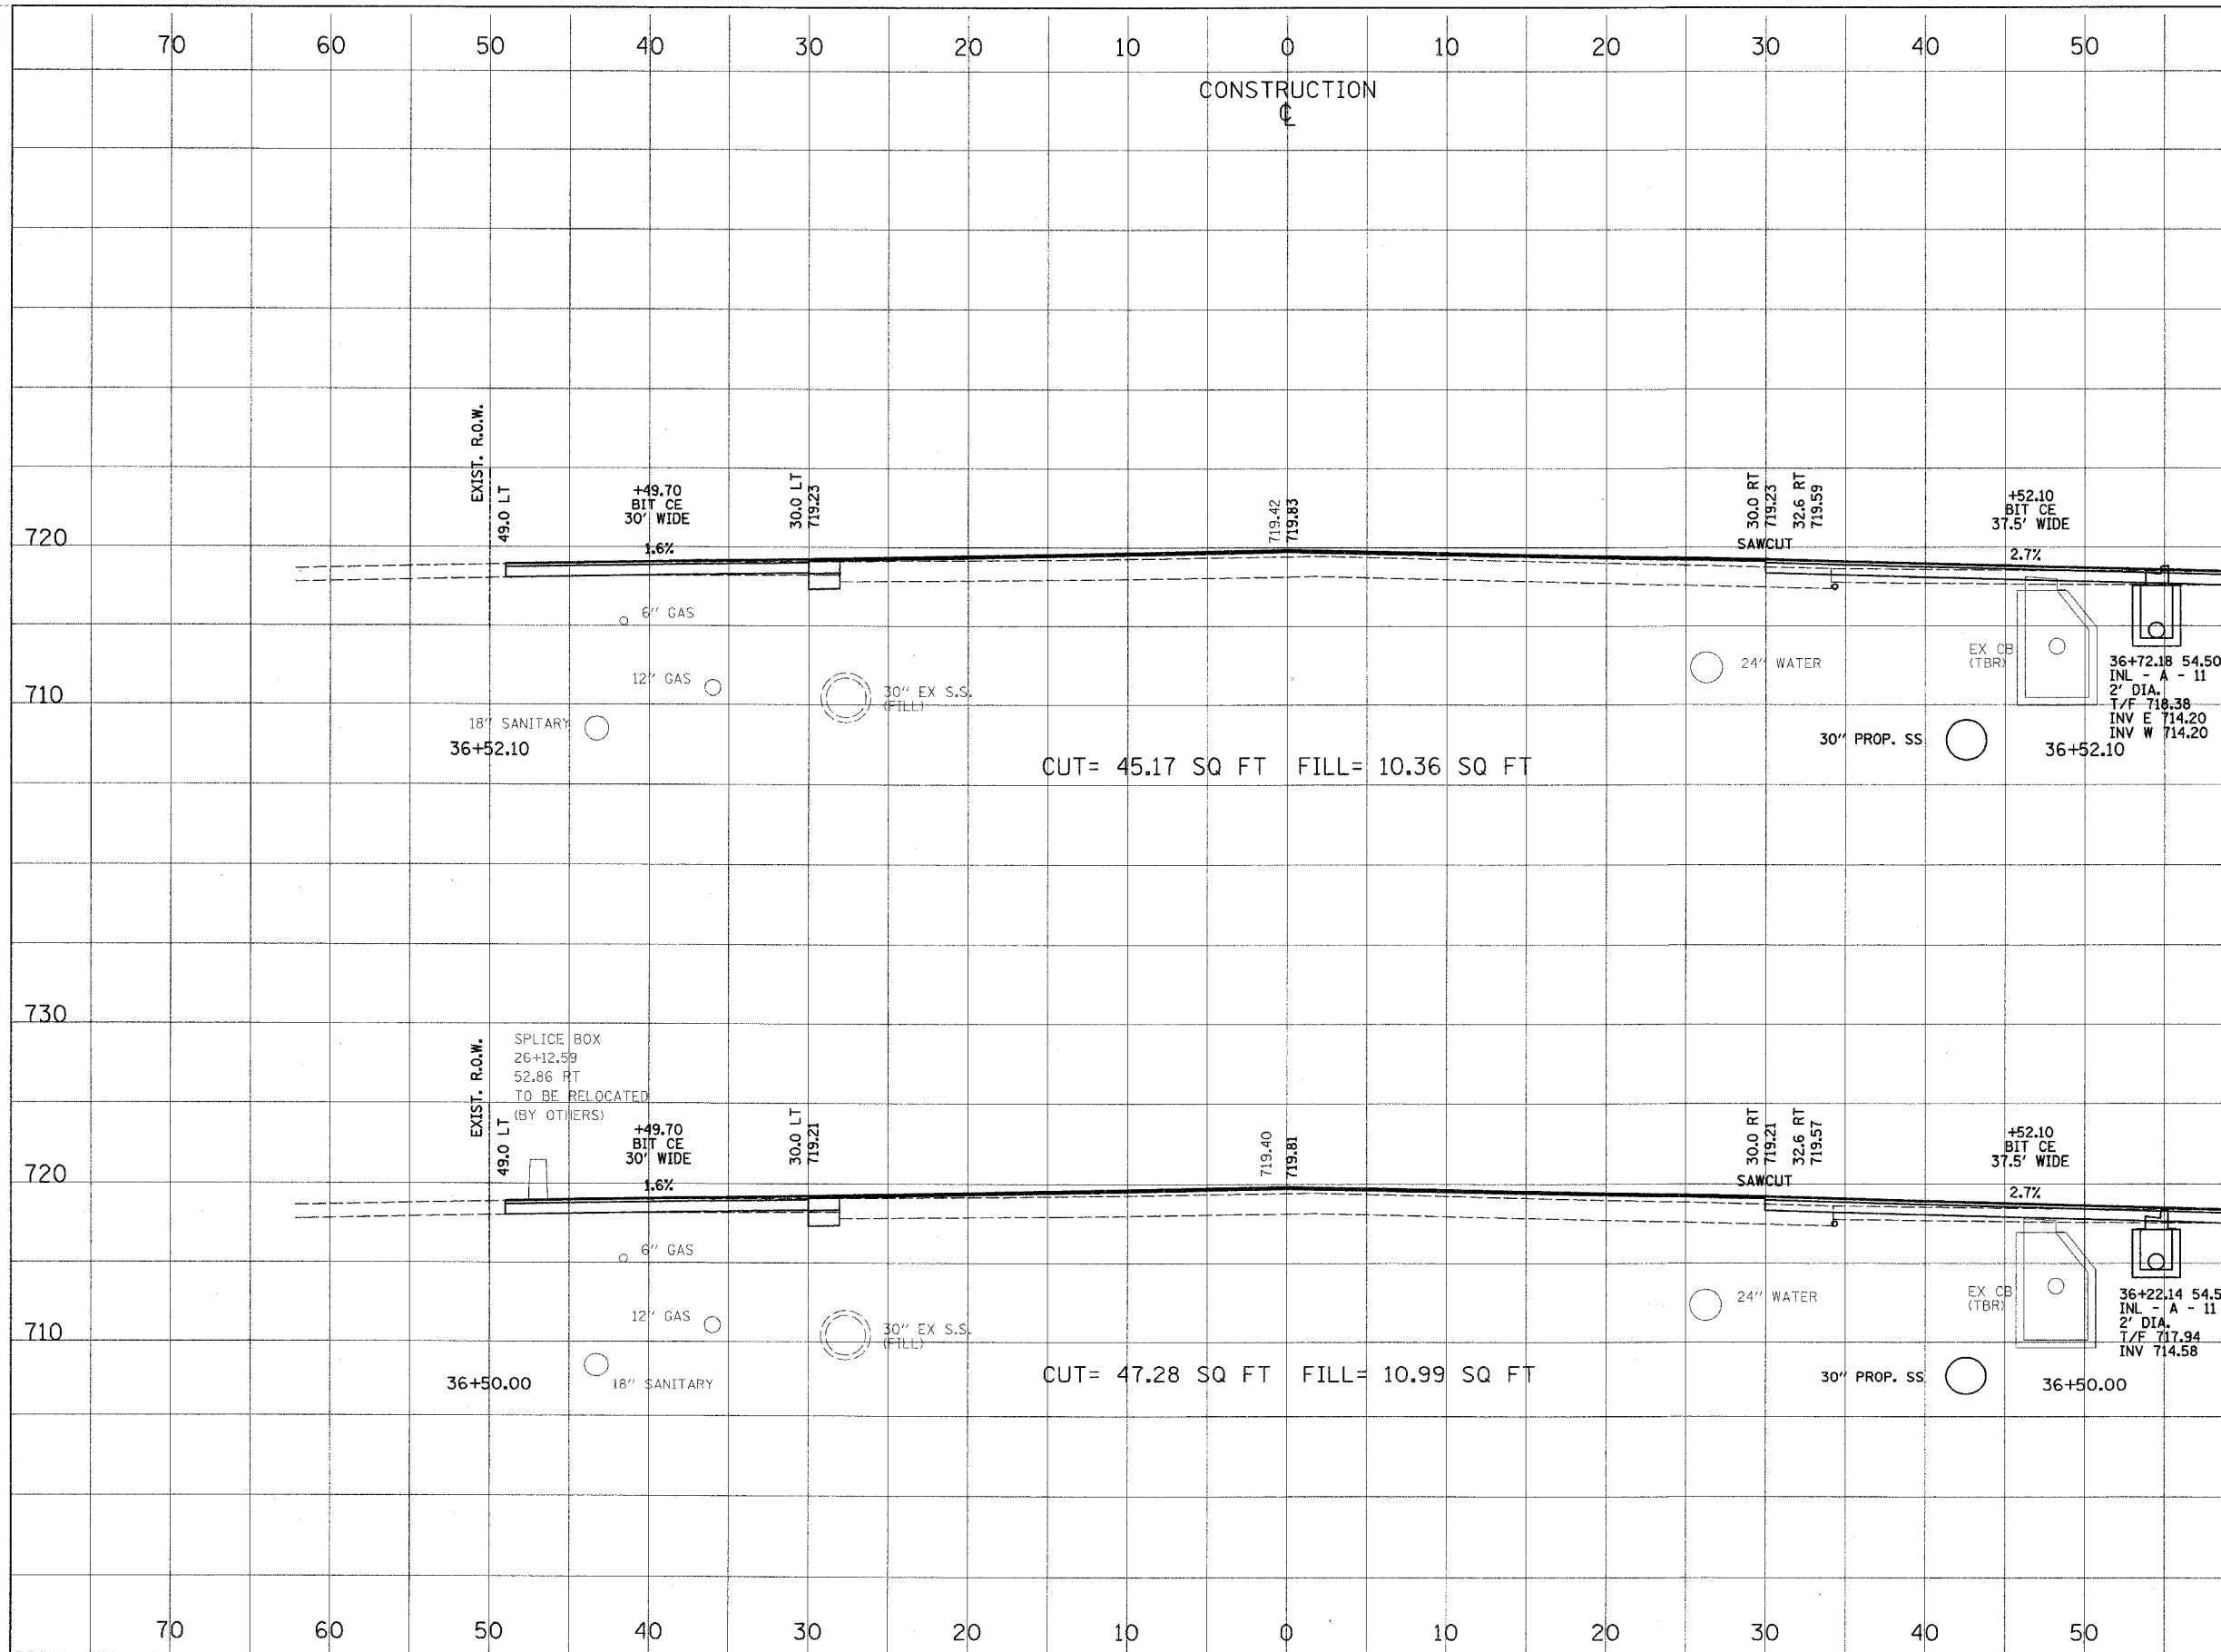 70 60 50 40 30 20 10 0 10 20 30 40 50
CONSTRUCTION
℄
EXIST. R.O.W.
49.0 LT
+49.70
BIT CE
30' WIDE
1.6%
30.0 LT
719.23
719.42
719.83
30.0 RT
719.23
32.6 RT
719.59
SAWCUT
+52.10
BIT CE
37.5' WIDE
2.7%
720
6" GAS
12" GAS
18" SANITARY
36+52.10
30" EX S.S.
(FILL)
24" WATER
EX CB
(TBR)
30" PROP. SS
36+72.18 54.50
INL - A - 11
2' DIA.
T/F 718.38
INV E 714.20
INV W 714.20
36+52.10
710
CUT= 45.17 SQ FT FILL= 10.36 SQ FT
730
SPLICE BOX
26+12.59
52.86 RT
TO BE RELOCATED
(BY OTHERS)
EXIST. R.O.W.
49.0 LT
+49.70
BIT CE
30' WIDE
1.6%
30.0 LT
719.21
719.40
719.81
30.0 RT
719.21
32.6 RT
719.57
SAWCUT
+52.10
BIT CE
37.5' WIDE
2.7%
720
6" GAS
12" GAS
18" SANITARY
36+50.00
30" EX S.S.
(FILL)
24" WATER
EX CB
(TBR)
30" PROP. SS
36+22.14 54.5
INL - A - 11
2' DIA.
T/F 717.94
INV 714.58
36+50.00
710
CUT= 47.28 SQ FT FILL= 10.99 SQ FT
70 60 50 40 30 20 10 0 10 20 30 40 50